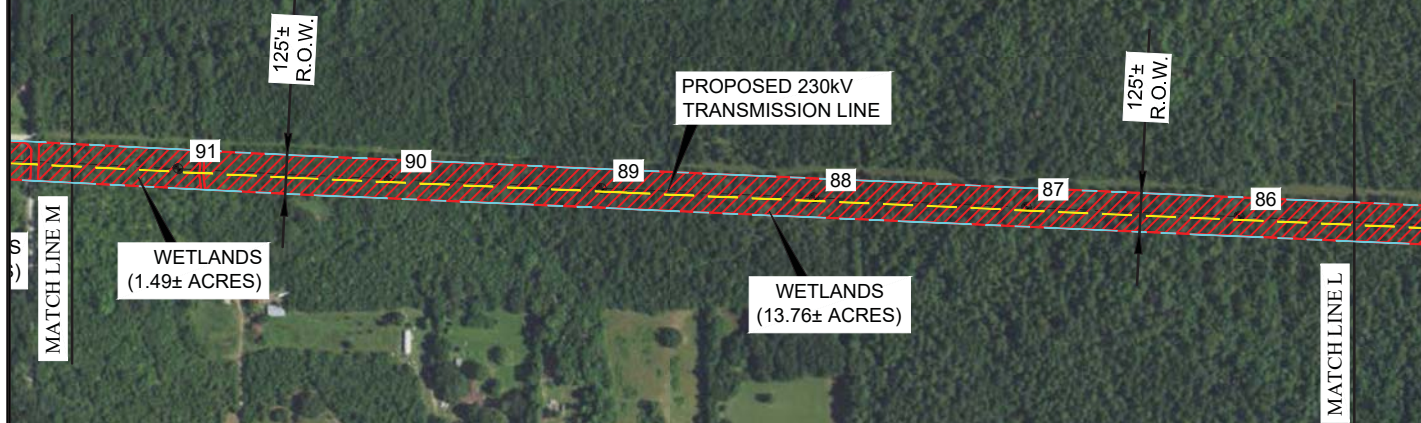 125'±
R.O.W.
PROPOSED 230kV
TRANSMISSION LINE
125'±
R.O.W.
91
90
89
88
87
86
WETLANDS
(1.49± ACRES)
WETLANDS
(13.76± ACRES)
MATCH LINE M
MATCH LINE L